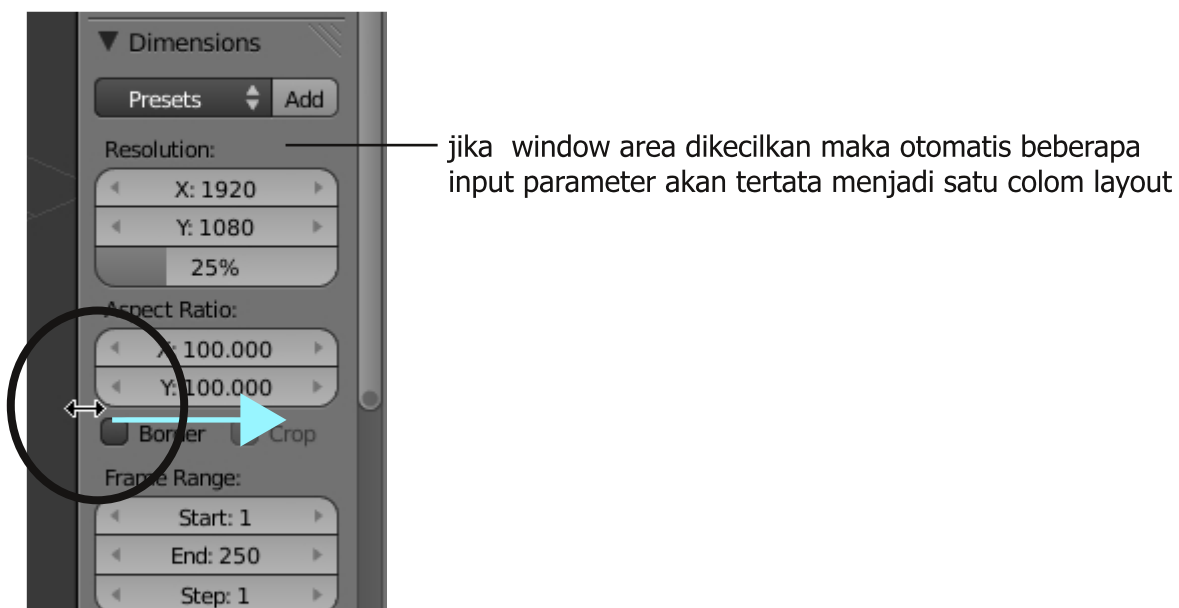 Dimensions
Presets Add
Resolution:
jika window area dikecilkan maka otomatis beberapa
input parameter akan tertata menjadi satu colom layout
X: 1920
Y: 1080
25%
Aspect Ratio:
X: 100.000
Y: 100.000
Border Crop
Frame Range:
Start: 1
End: 250
Step: 1